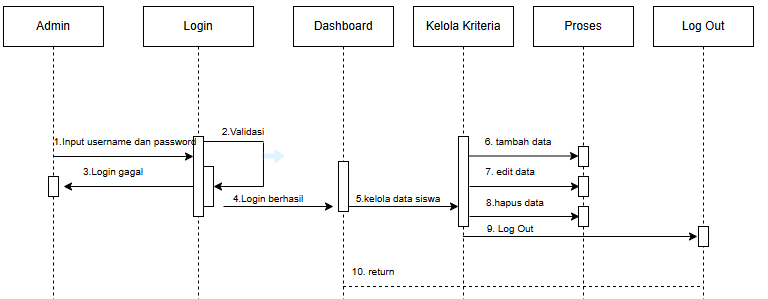 Admin
Login
Dashboard
Kelola Kriteria
Proses
Log Out
1.Input username dan password
2.Validasi
3.Login gagal
4.Login berhasil
5.kelola data siswa
6. tambah data
7. edit data
8.hapus data
9. Log Out
10. return